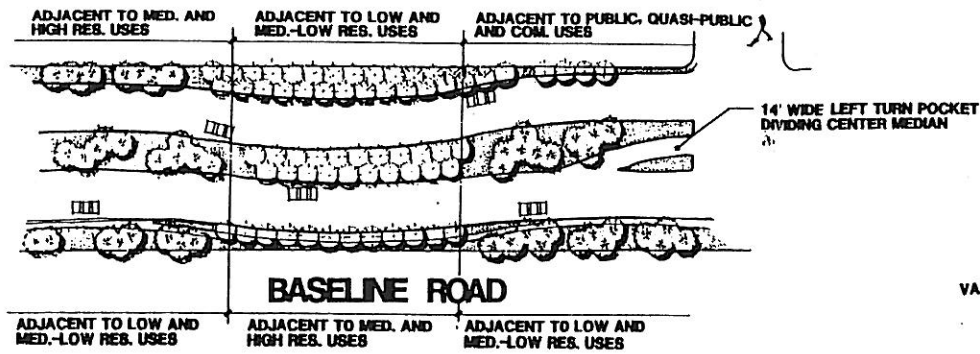 ADJACENT TO MED. AND
HIGH RES. USES
ADJACENT TO LOW AND
MED.-LOW RES. USES
ADJACENT TO PUBLIC, QUASI-PUBLIC
AND COM. USES
14' WIDE LEFT TURN POCKET
DIVIDING CENTER MEDIAN
BASELINE ROAD
VA
ADJACENT TO LOW AND
MED.-LOW RES. USES
ADJACENT TO MED. AND
HIGH RES. USES
ADJACENT TO LOW AND
MED.-LOW RES. USES